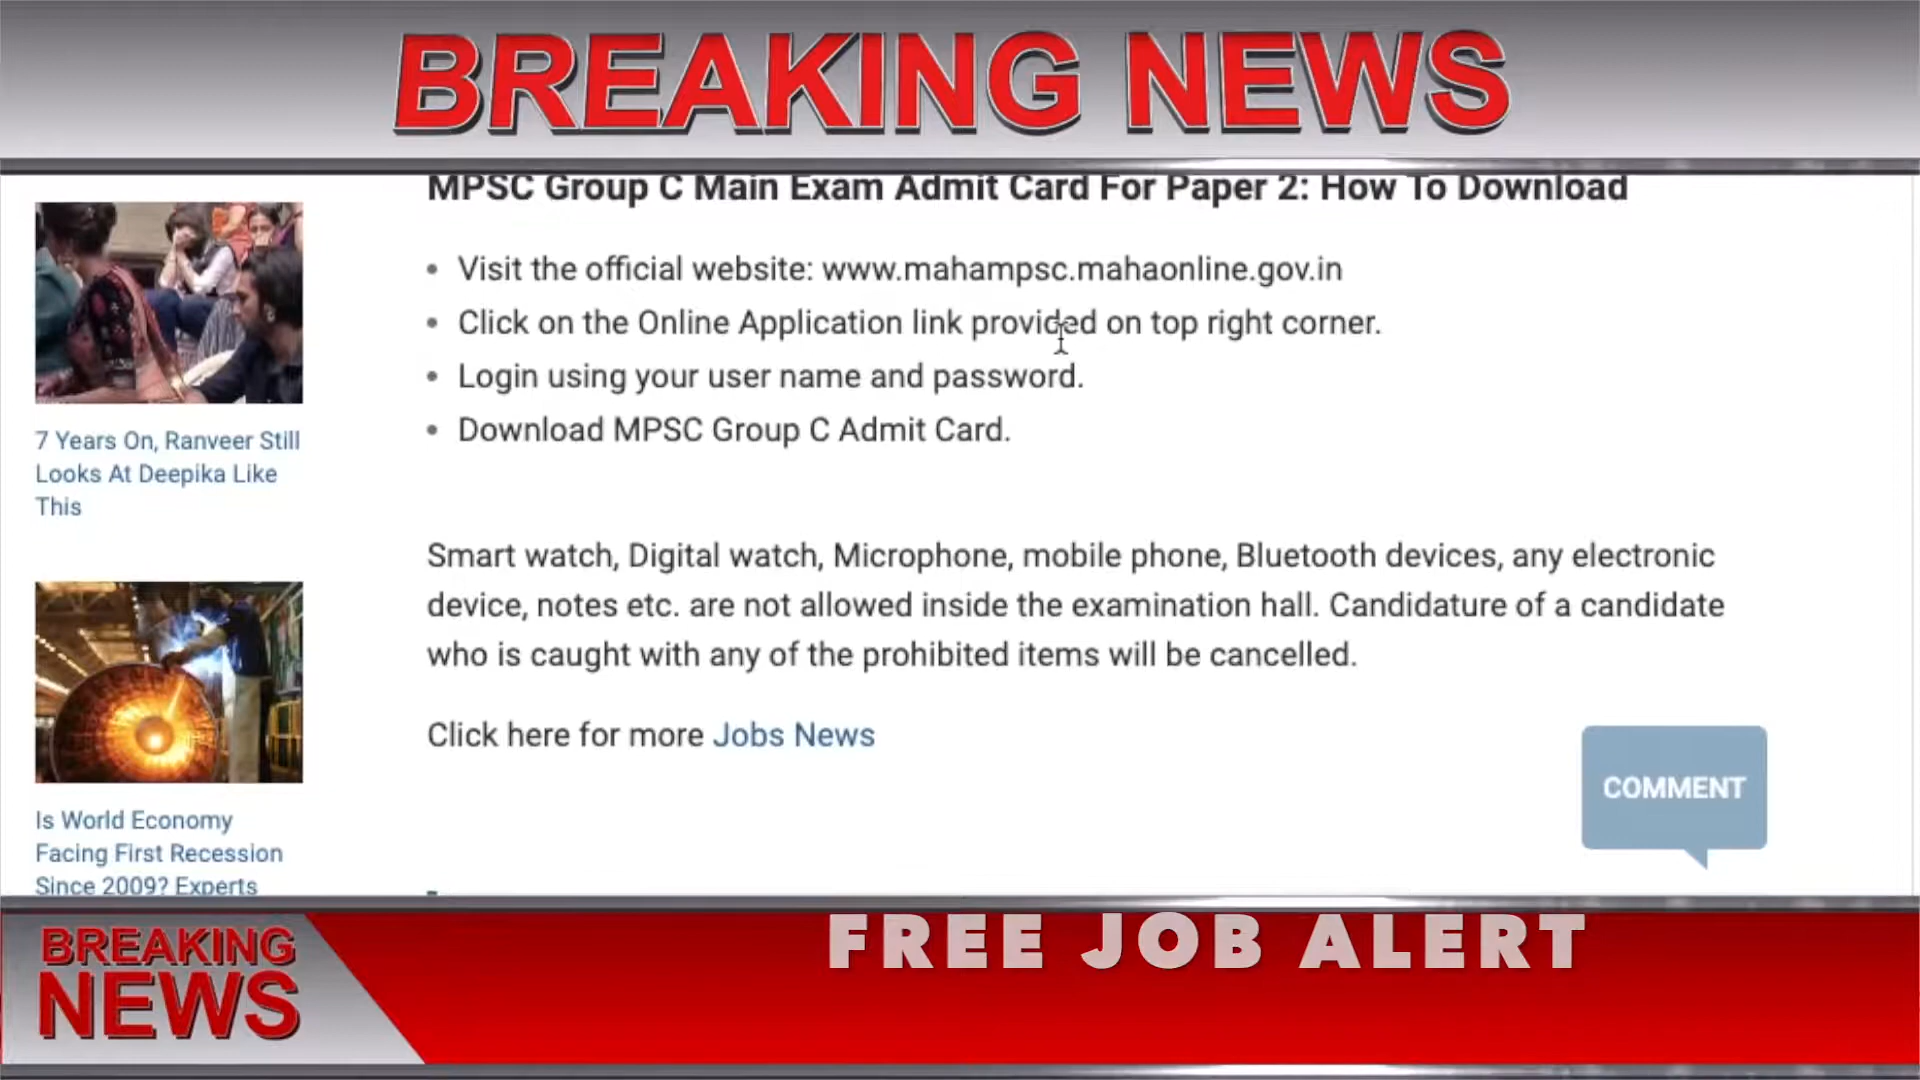 BREAKING NEWS
MPSC Group C Main Exam Admit Card For Paper 2: How To Download
• Visit the official website: www.mahampsc.mahaonline.gov.in
• Click on the Online Application link provided on top right corner.
• Login using your user name and password.
• Download MPSC Group C Admit Card.
7 Years On, Ranveer Still
Looks At Deepika Like
This
Smart watch, Digital watch, Microphone, mobile phone, Bluetooth devices, any electronic
device, notes etc. are not allowed inside the examination hall. Candidature of a candidate
who is caught with any of the prohibited items will be cancelled.
Click here for more Jobs News
COMMENT
Is World Economy
Facing First Recession
Since 2009? Experts
FREE JOB ALERT
BREAKING
NEWS